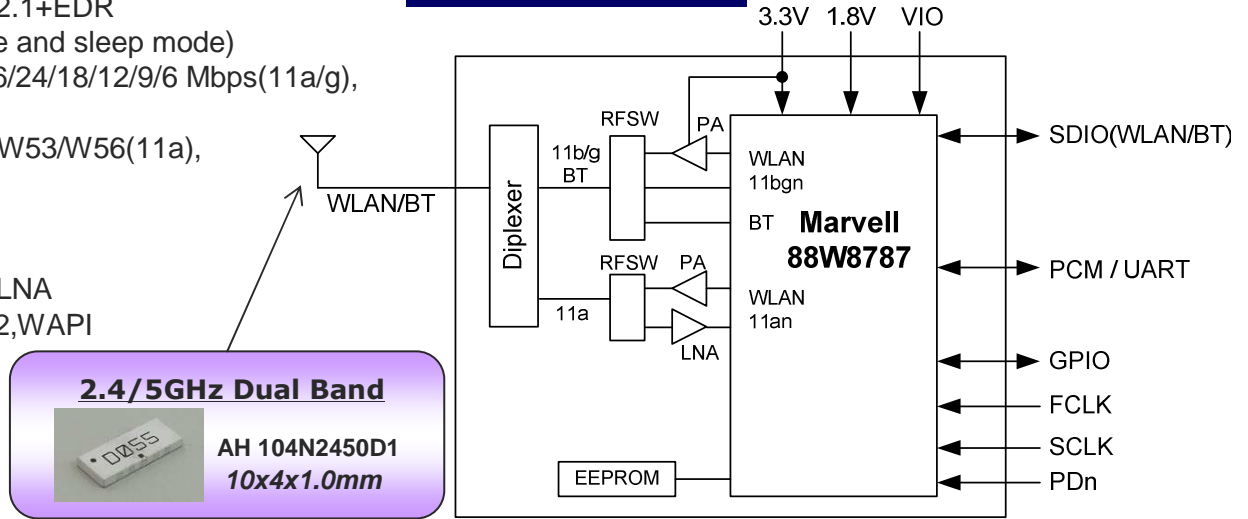 2.1+EDR
e and sleep mode)
6/24/18/12/9/6 Mbps(11a/g),
W53/W56(11a),
LNA
2,WAPI
3.3V 1.8V VIO
WLAN/BT
Diplexer
11b/g
BT
11a
RFSW
PA
RFSW
PA
LNA
WLAN
11bgn
BT
Marvell
88W8787
WLAN
11an
EEPROM
SDIO(WLAN/BT)
PCM / UART
GPIO
FCLK
SCLK
PDn
2.4/5GHz Dual Band
DØ55
AH 104N2450D1
10x4x1.0mm